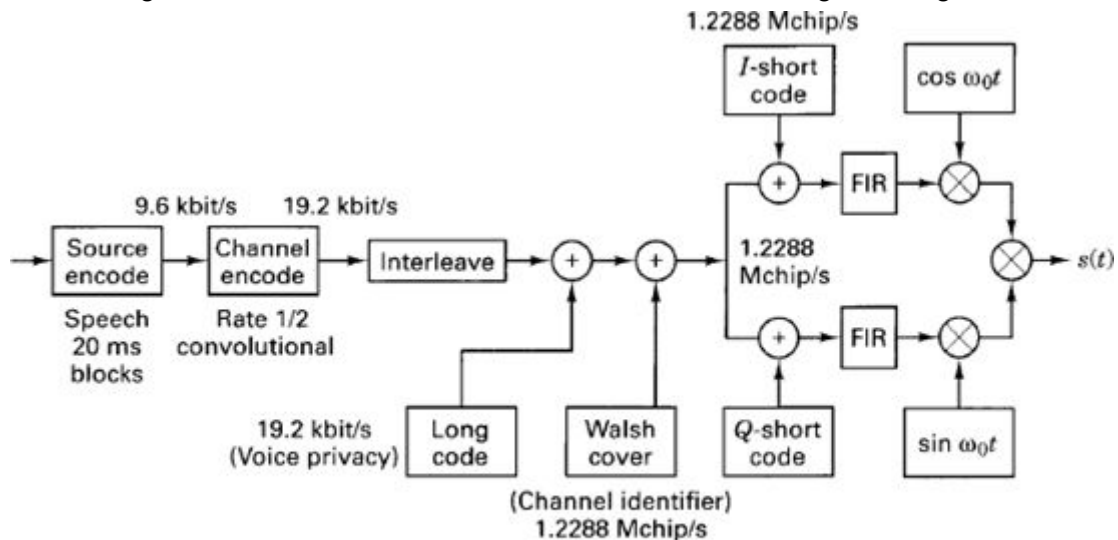 1.2288 Mchip/s
I-short
code
cos ω₀t
+
FIR
×
9.6 kbit/s
19.2 kbit/s
Source
encode
Channel
encode
Interleave
+
+
1.2288
Mchip/s
×
s(t)
Speech
20 ms
blocks
Rate 1/2
convolutional
+
FIR
×
19.2 kbit/s
(Voice privacy)
Long
code
Walsh
cover
Q-short
code
sin ω₀t
(Channel identifier)
1.2288 Mchip/s